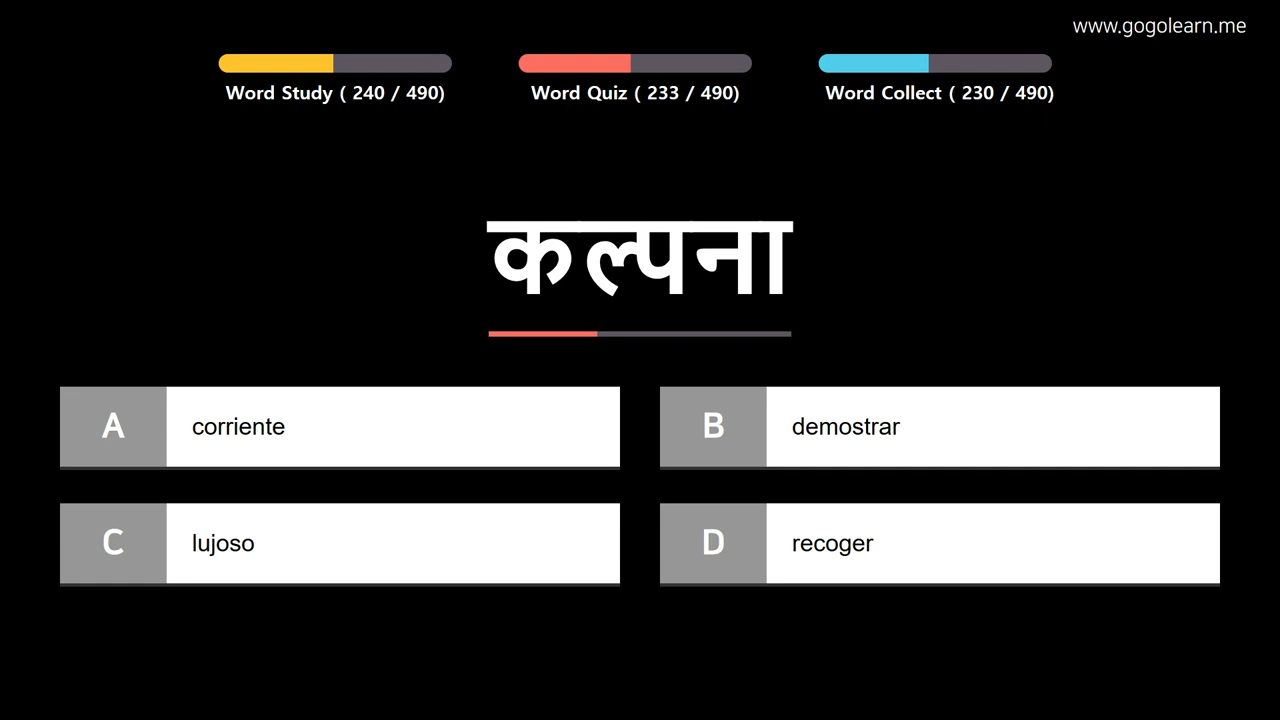 www.gogolearn.me
Word Study ( 240 / 490)
Word Quiz ( 233 / 490)
Word Collect ( 230 / 490)
कल्पना
A corriente
B demostrar
C lujoso
D recoger